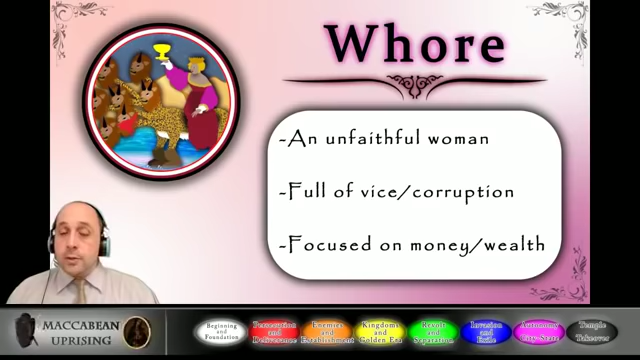 Whore
-An unfaithful woman
-Full of vice/corruption
-Focused on money/wealth
MACCABEAN
UPRISING
Beginning
and
Foundation
Persecution
and
Deliverance
Enemies
and
Establishment
Kingdoms
and
Golden Era
Revolt
and
Separation
Invasion
and
Exile
Autonomy
City-State
Temple
Takeover